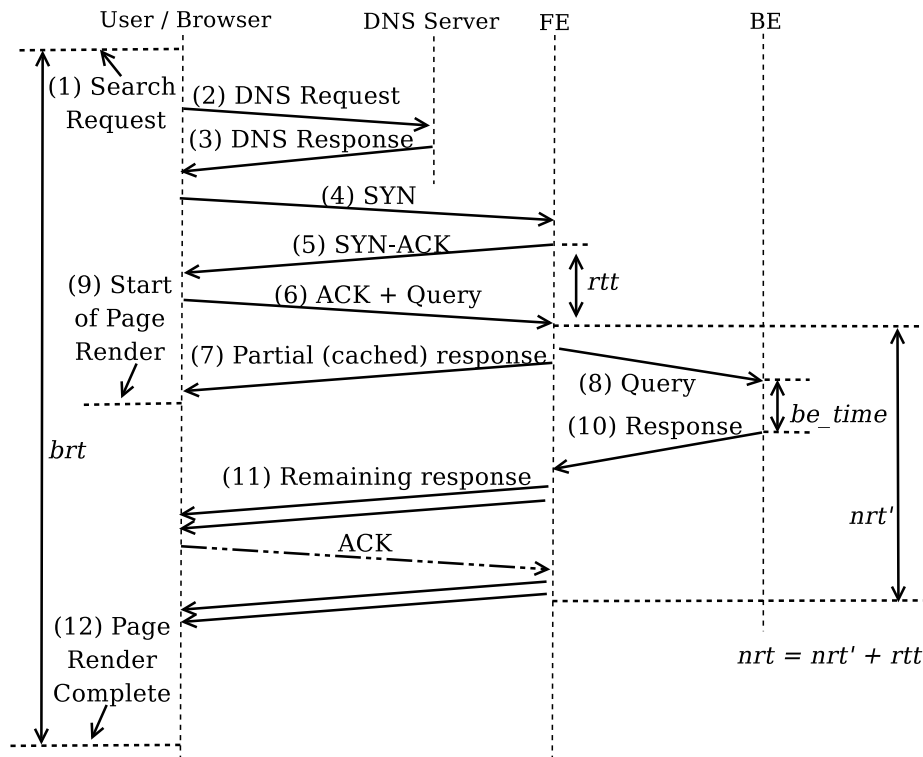 User / Browser
DNS Server
FE
BE
(1) Search
Request
(2) DNS Request
(3) DNS Response
(4) SYN
(5) SYN-ACK
rtt
(9) Start
of Page
Render
(6) ACK + Query
(7) Partial (cached) response
(8) Query
be_time
(10) Response
brt
(11) Remaining response
nrt'
ACK
(12) Page
Render
Complete
nrt = nrt' + rtt